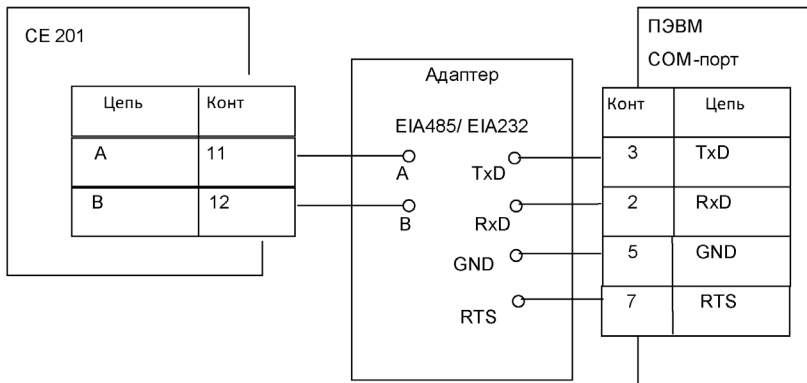 CE 201
Цепь Конт
A 11
B 12
Адаптер
EIA485/ EIA232
A TxD
B RxD
GND
RTS
ПЭВМ
COM-порт
Конт Цепь
3 TxD
2 RxD
5 GND
7 RTS